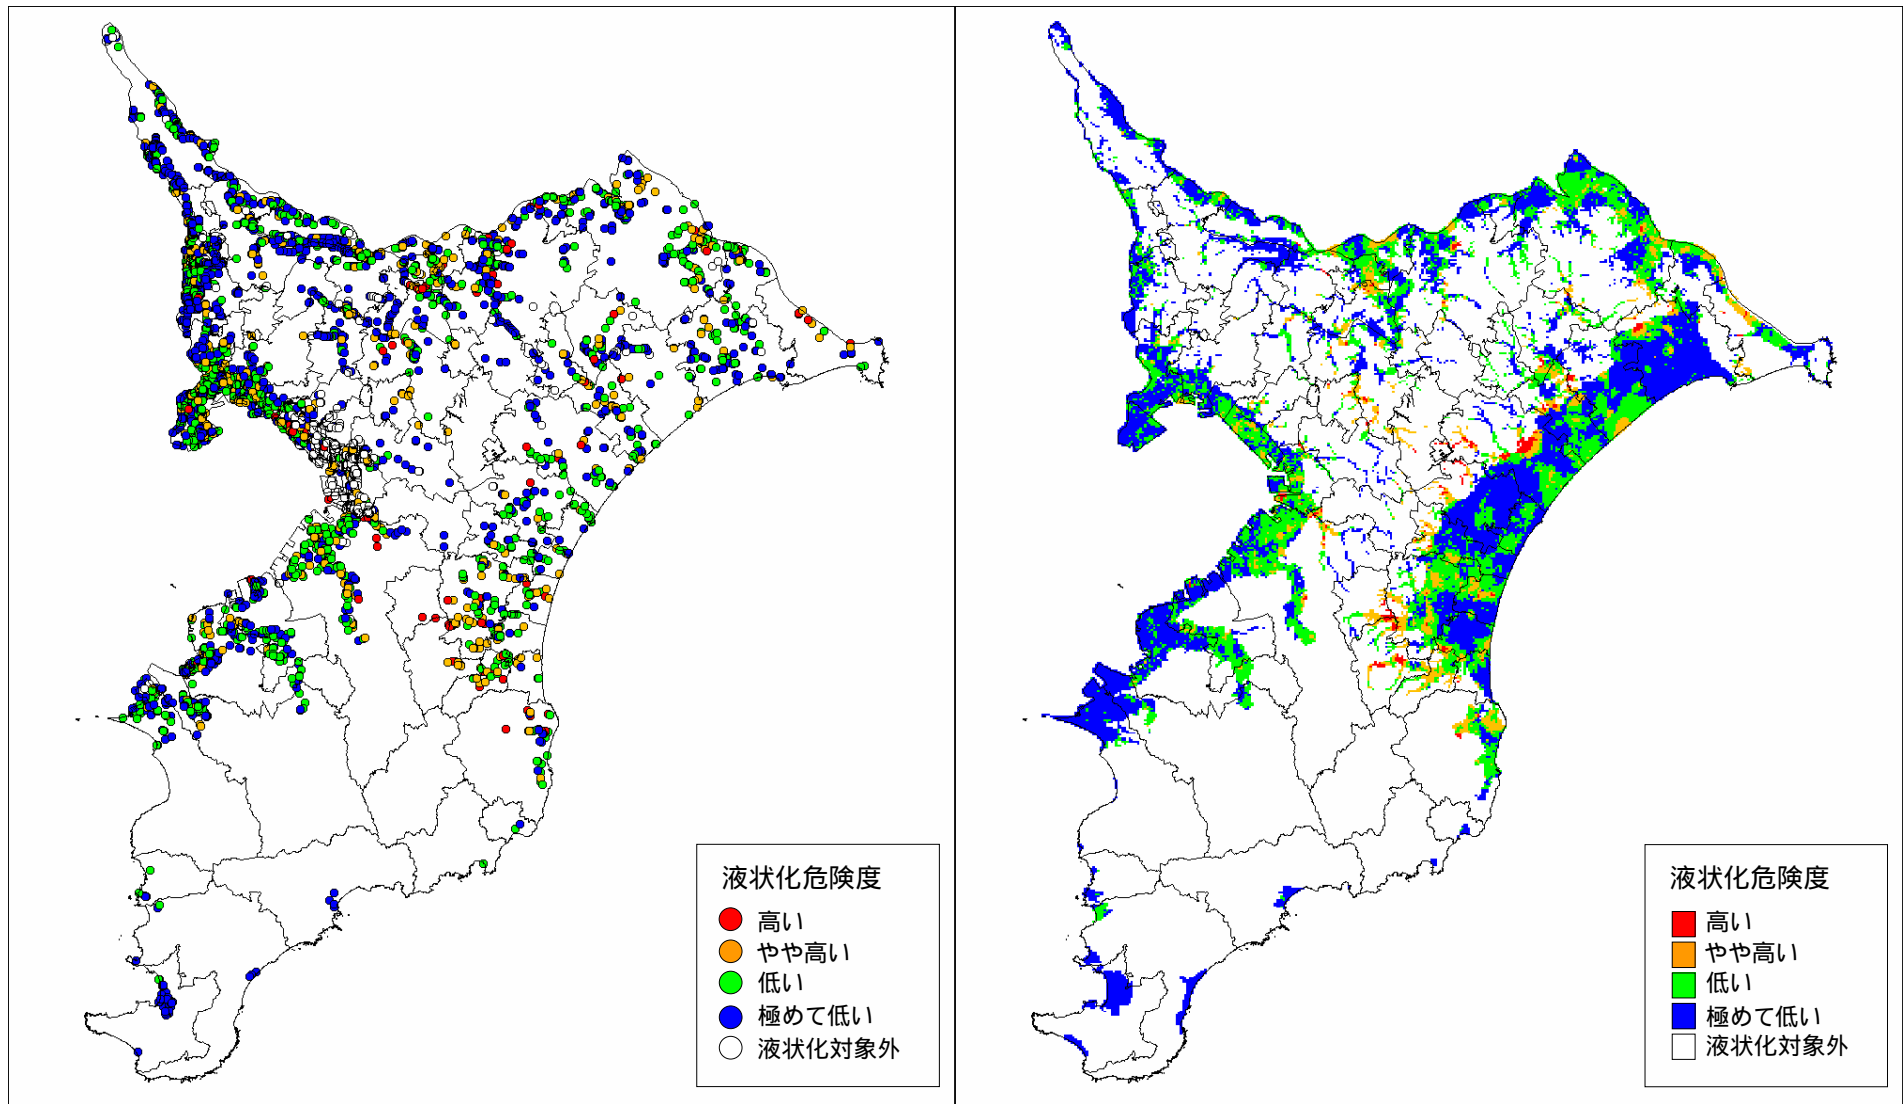 液状化危険度
高い
やや高い
低い
極めて低い
液状化対象外
液状化危険度
高い
やや高い
低い
極めて低い
液状化対象外